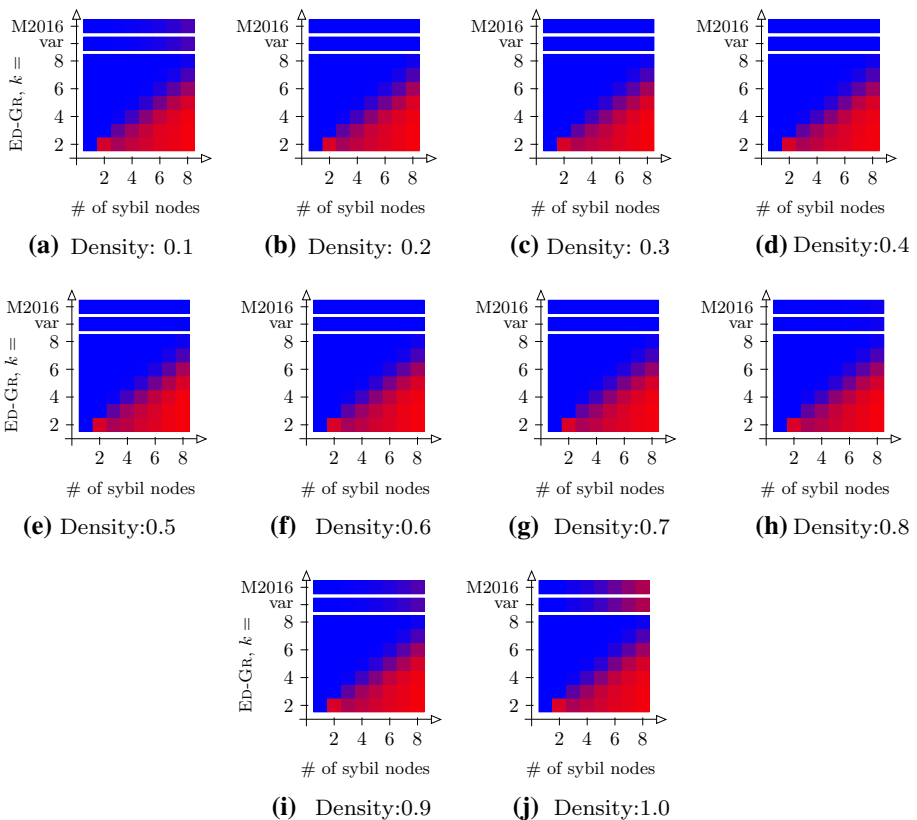 M2016
var
8
6
4
2
ED-GR, k =
2 4 6 8
# of sybil nodes
(a) Density: 0.1
M2016
var
8
6
4
2
2 4 6 8
# of sybil nodes
(b) Density: 0.2
M2016
var
8
6
4
2
2 4 6 8
# of sybil nodes
(c) Density: 0.3
M2016
var
8
6
4
2
2 4 6 8
# of sybil nodes
(d) Density:0.4
M2016
var
8
6
4
2
ED-GR, k =
2 4 6 8
# of sybil nodes
(e) Density:0.5
M2016
var
8
6
4
2
2 4 6 8
# of sybil nodes
(f) Density:0.6
M2016
var
8
6
4
2
2 4 6 8
# of sybil nodes
(g) Density:0.7
M2016
var
8
6
4
2
2 4 6 8
# of sybil nodes
(h) Density:0.8
M2016
var
8
6
4
2
ED-GR, k =
2 4 6 8
# of sybil nodes
(i) Density:0.9
M2016
var
8
6
4
2
2 4 6 8
# of sybil nodes
(j) Density:1.0